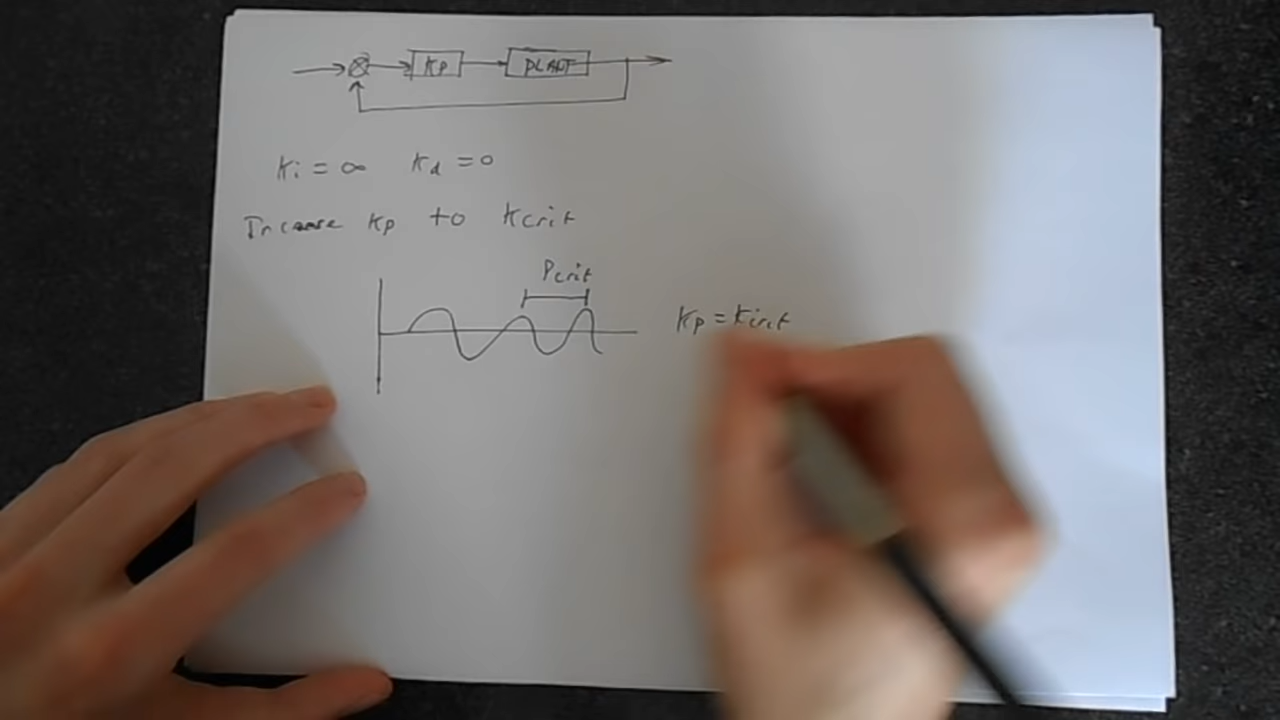 Kp PLANT
Ki = ∞ Kd = 0
Increase Kp to Kcrit
Pcrit
Kp = Kcrit